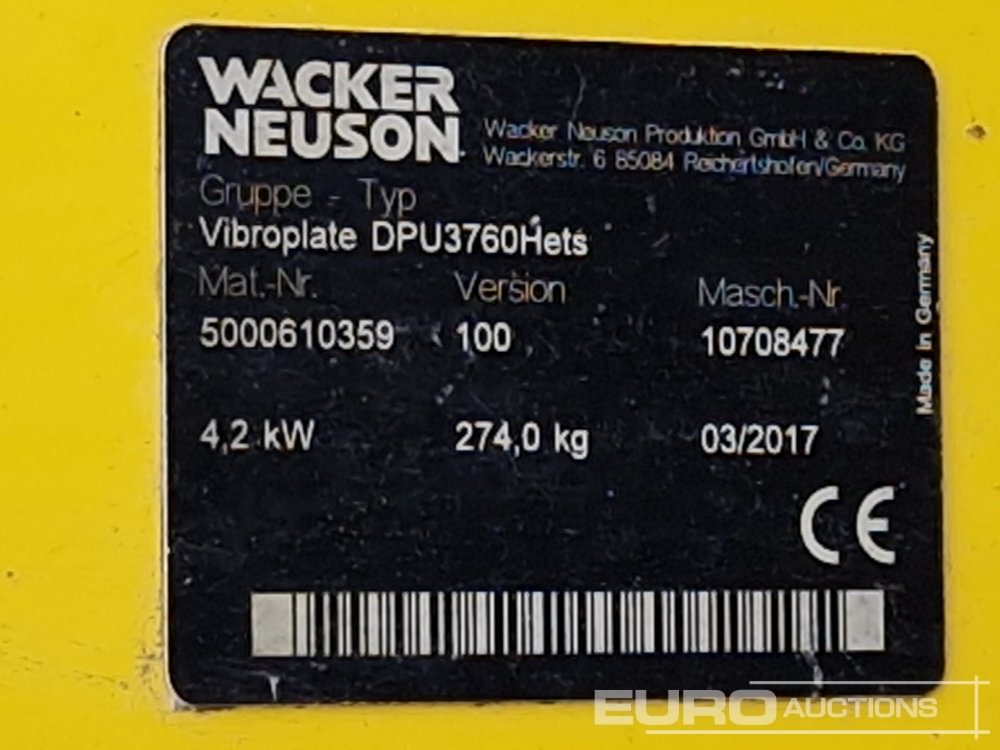 WACKER
NEUSON
Wacker Neuson Produktion GmbH & Co. KG
Wackerstr. 6 85084 Reichertshofen/Germany
Gruppe - Typ
Vibroplate DPU3760Hets
Mat.-Nr. Version Masch.-Nr.
5000610359 100 10708477
4,2 kW 274,0 kg 03/2017
Made in Germany
CE
EURO AUCTIONS